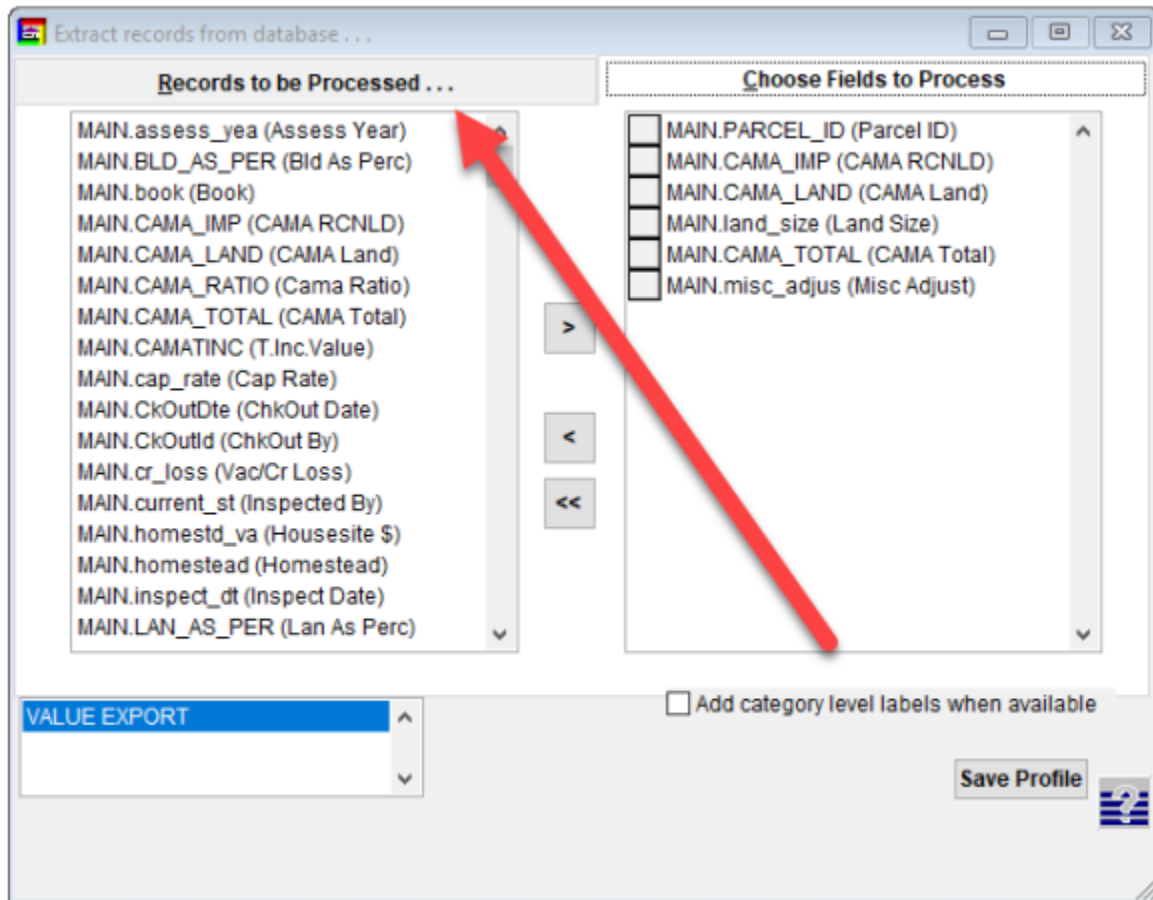 Extract records from database . . .
Records to be Processed . . .
Choose Fields to Process
MAIN.assess_yea (Assess Year)
MAIN.BLD_AS_PER (Bld As Perc)
MAIN.book (Book)
MAIN.CAMA_IMP (CAMA RCNLD)
MAIN.CAMA_LAND (CAMA Land)
MAIN.CAMA_RATIO (Cama Ratio)
MAIN.CAMA_TOTAL (CAMA Total)
MAIN.CAMATINC (T.Inc.Value)
MAIN.cap_rate (Cap Rate)
MAIN.CkOutDte (ChkOut Date)
MAIN.CkOutId (ChkOut By)
MAIN.cr_loss (Vac/Cr Loss)
MAIN.current_st (Inspected By)
MAIN.homestd_va (Housesite $)
MAIN.homestead (Homestead)
MAIN.inspect_dt (Inspect Date)
MAIN.LAN_AS_PER (Lan As Perc)
>
<
<<
MAIN.PARCEL_ID (Parcel ID)
MAIN.CAMA_IMP (CAMA RCNLD)
MAIN.CAMA_LAND (CAMA Land)
MAIN.land_size (Land Size)
MAIN.CAMA_TOTAL (CAMA Total)
MAIN.misc_adjus (Misc Adjust)
VALUE EXPORT
Add category level labels when available
Save Profile
?